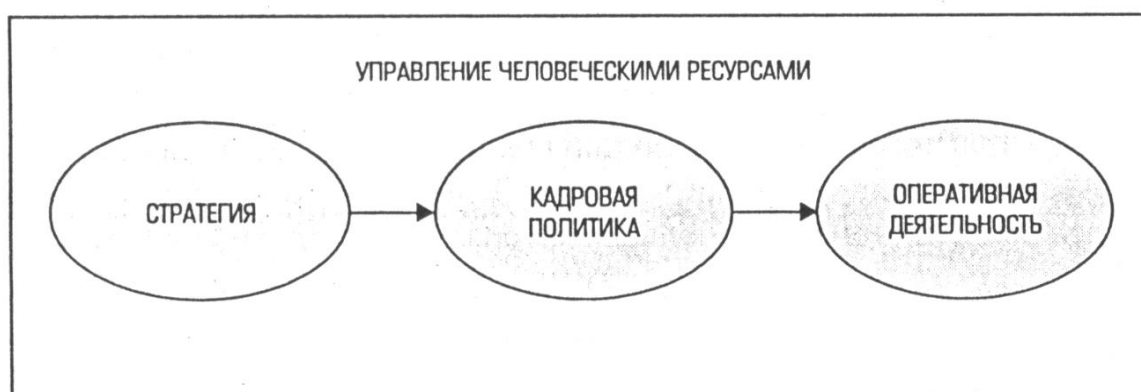 УПРАВЛЕНИЕ ЧЕЛОВЕЧЕСКИМИ РЕСУРСАМИ
СТРАТЕГИЯ
КАДРОВАЯ
ПОЛИТИКА
ОПЕРАТИВНАЯ
ДЕЯТЕЛЬНОСТЬ